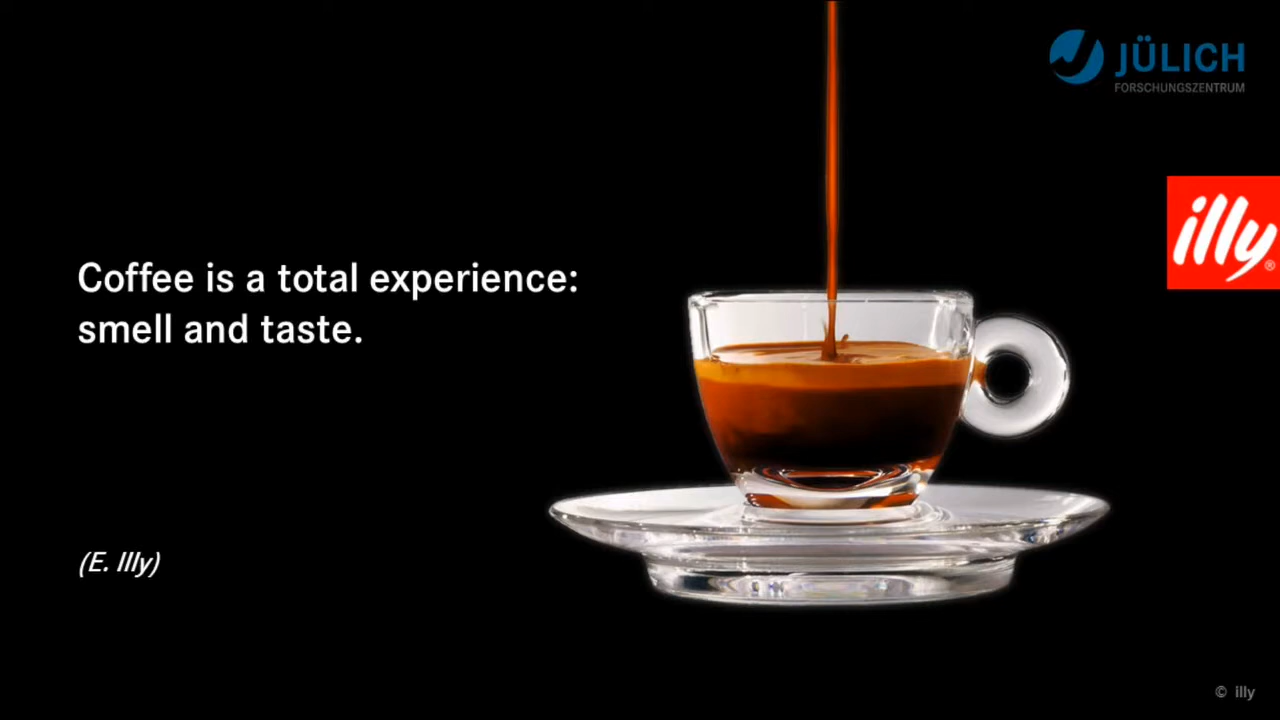 JÜLICH
FORSCHUNGSZENTRUM
illy®
Coffee is a total experience:
smell and taste.
(E. Illy)
© illy